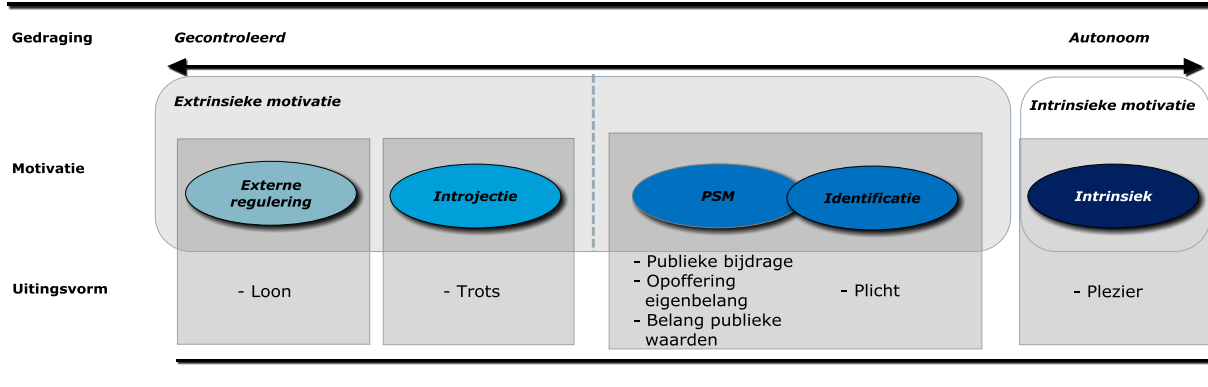 Gedraging
Gecontroleerd
Autonoom
Extrinsieke motivatie
Intrinsieke motivatie
Motivatie
Externe
regulering
Introjectie
PSM
Identificatie
Intrinsiek
Uitingsvorm
- Loon
- Trots
- Publieke bijdrage
- Opoffering
eigenbelang
- Belang publieke
waarden
- Plicht
- Plezier